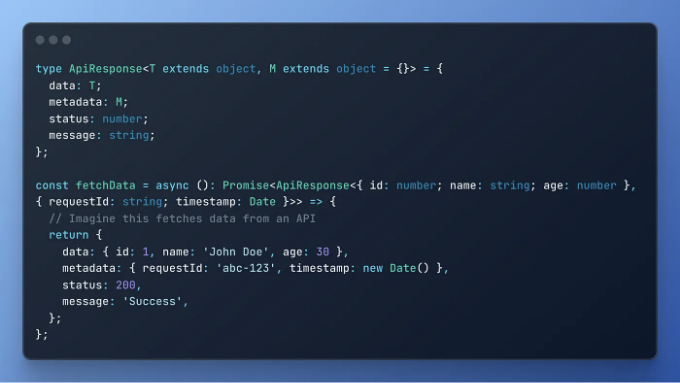 type ApiResponse<T extends object, M extends object = {}> = {
  data: T;
  metadata: M;
  status: number;
  message: string;
};

const fetchData = async (): Promise<ApiResponse<{ id: number; name: string; age: number },
{ requestId: string; timestamp: Date }>> => {
  // Imagine this fetches data from an API
  return {
    data: { id: 1, name: 'John Doe', age: 30 },
    metadata: { requestId: 'abc-123', timestamp: new Date() },
    status: 200,
    message: 'Success',
  };
};